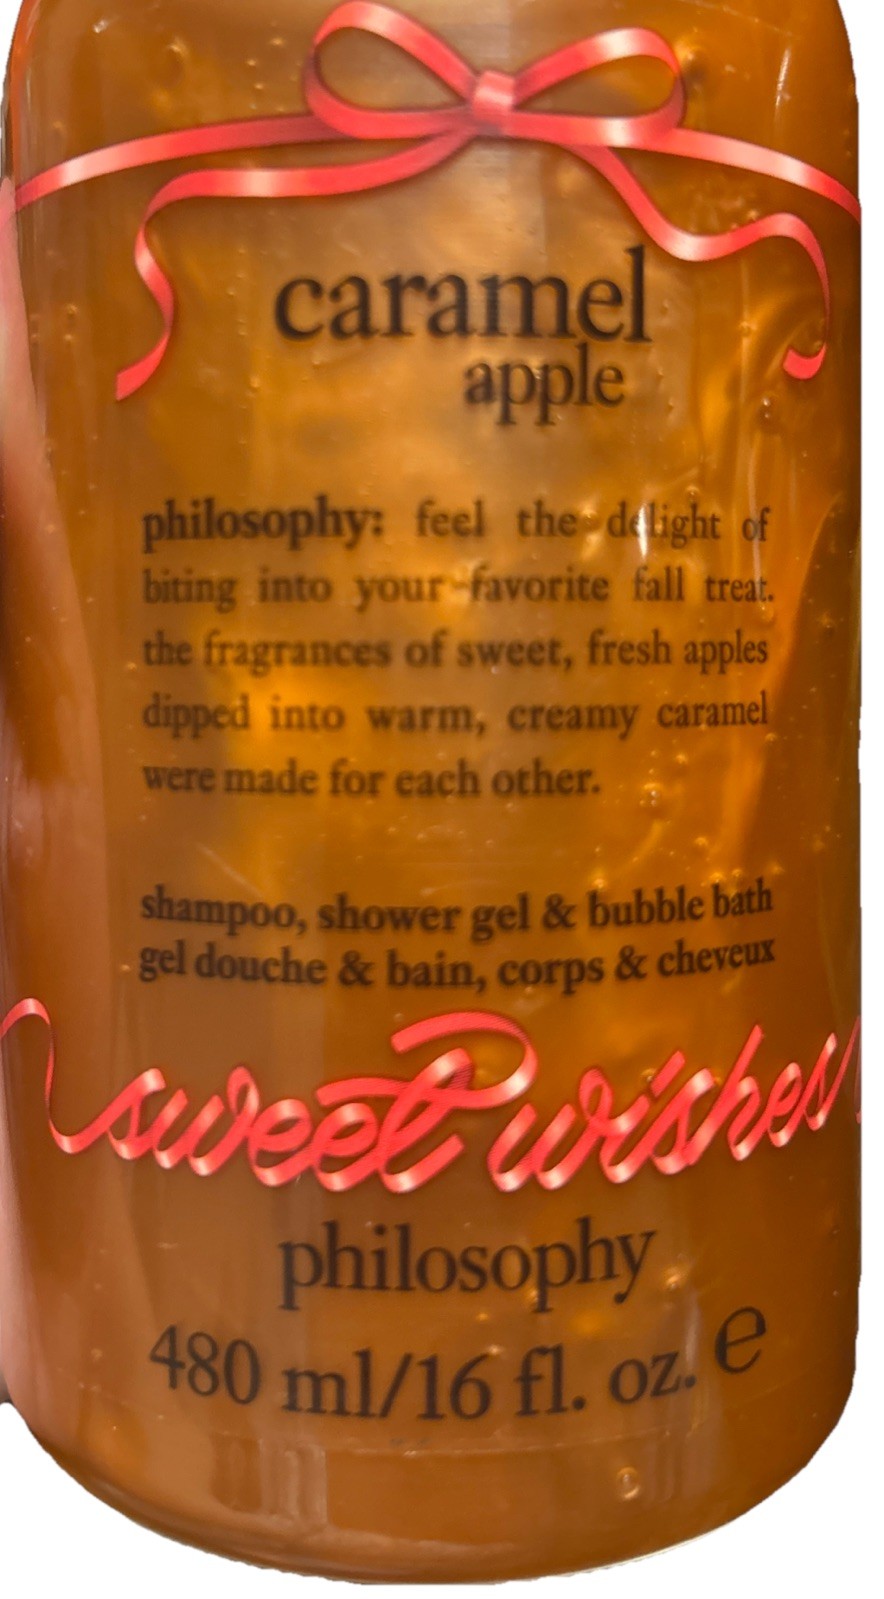 caramel
apple
philosophy: feel the delight of
biting into your favorite fall treat.
the fragrances of sweet, fresh apples
dipped into warm, creamy caramel
were made for each other.
shampoo, shower gel & bubble bath
gel douche & bain, corps & cheveux
sweet wishes
philosophy
480 ml/16 fl. oz. ℮